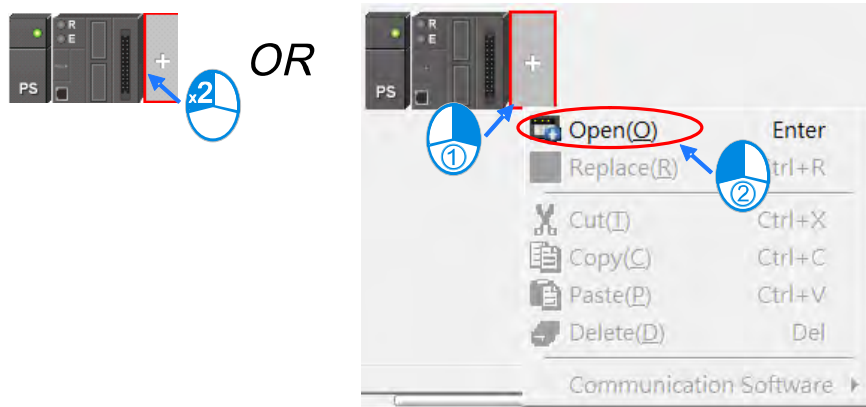 R
E
+
PS
x2
OR
R
E
+
PS
①
Open(O) Enter
Replace(R) trl+R
②
Cut(T) Ctrl+X
Copy(C) Ctrl+C
Paste(P) Ctrl+V
Delete(D) Del
Communication Software